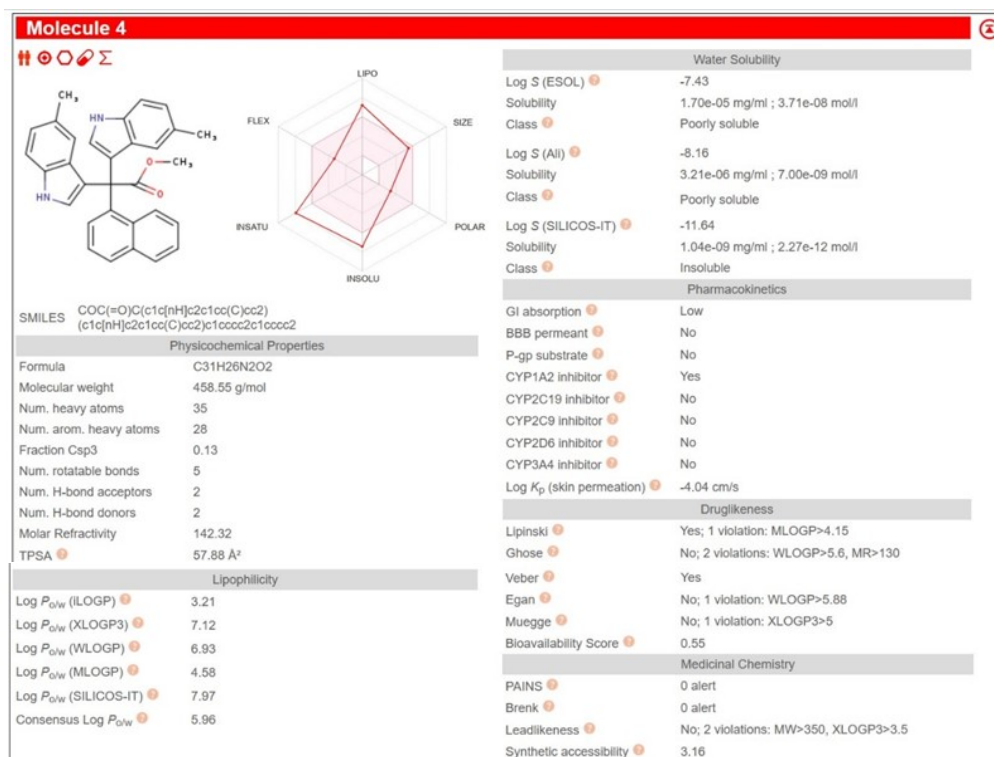 Molecule 4
LIPO
FLEX
SIZE
INSATU
POLAR
INSOLU
CH₃
HN
CH₃
O
CH₃
O
HN
SMILES COC(=O)C(c1c[nH]c2c1cc(C)cc2)
(c1c[nH]c2c1cc(C)cc2)c1cccc2c1cccc2
Physicochemical Properties
Formula C31H26N2O2
Molecular weight 458.55 g/mol
Num. heavy atoms 35
Num. arom. heavy atoms 28
Fraction Csp3 0.13
Num. rotatable bonds 5
Num. H-bond acceptors 2
Num. H-bond donors 2
Molar Refractivity 142.32
TPSA ? 57.88 Å²
Lipophilicity
Log Po/w (iLOGP) ? 3.21
Log Po/w (XLOGP3) ? 7.12
Log Po/w (WLOGP) ? 6.93
Log Po/w (MLOGP) ? 4.58
Log Po/w (SILICOS-IT) ? 7.97
Consensus Log Po/w ? 5.96
Water Solubility
Log S (ESOL) ? -7.43
Solubility 1.70e-05 mg/ml ; 3.71e-08 mol/l
Class ? Poorly soluble
Log S (Ali) ? -8.16
Solubility 3.21e-06 mg/ml ; 7.00e-09 mol/l
Class ? Poorly soluble
Log S (SILICOS-IT) ? -11.64
Solubility 1.04e-09 mg/ml ; 2.27e-12 mol/l
Class ? Insoluble
Pharmacokinetics
GI absorption ? Low
BBB permeant ? No
P-gp substrate ? No
CYP1A2 inhibitor ? Yes
CYP2C19 inhibitor ? No
CYP2C9 inhibitor ? No
CYP2D6 inhibitor ? No
CYP3A4 inhibitor ? No
Log Kp (skin permeation) ? -4.04 cm/s
Druglikeness
Lipinski ? Yes; 1 violation: MLOGP>4.15
Ghose ? No; 2 violations: WLOGP>5.6, MR>130
Veber ? Yes
Egan ? No; 1 violation: WLOGP>5.88
Muegge ? No; 1 violation: XLOGP3>5
Bioavailability Score ? 0.55
Medicinal Chemistry
PAINS ? 0 alert
Brenk ? 0 alert
Leadlikeness ? No; 2 violations: MW>350, XLOGP3>3.5
Synthetic accessibility ? 3.16